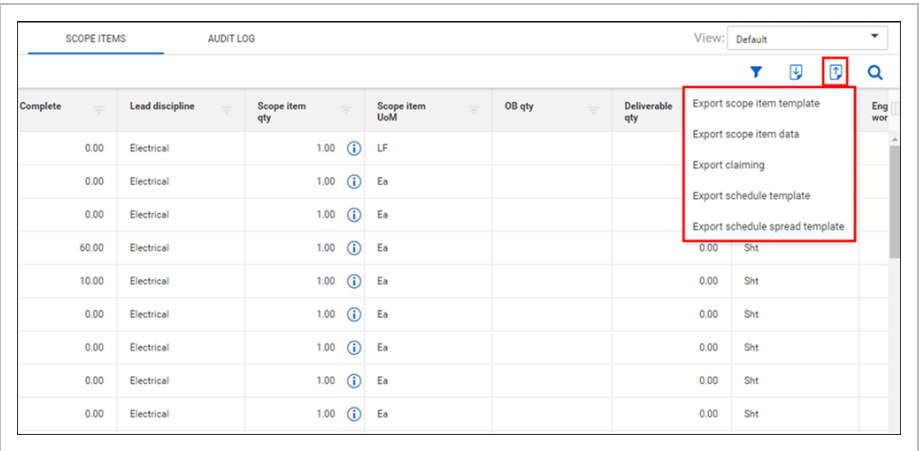 SCOPE ITEMS AUDIT LOG View: Default
Complete Lead discipline Scope item qty Scope item UoM OB qty Deliverable qty Eng wor
Export scope item template
Export scope item data
Export claiming
Export schedule template
Export schedule spread template
0.00 Electrical 1.00 LF
0.00 Electrical 1.00 Ea
0.00 Electrical 1.00 Ea
60.00 Electrical 1.00 Ea 0.00 Sht
10.00 Electrical 1.00 Ea 0.00 Sht
0.00 Electrical 1.00 Ea 0.00 Sht
0.00 Electrical 1.00 Ea 0.00 Sht
0.00 Electrical 1.00 Ea 0.00 Sht
0.00 Electrical 1.00 Ea 0.00 Sht